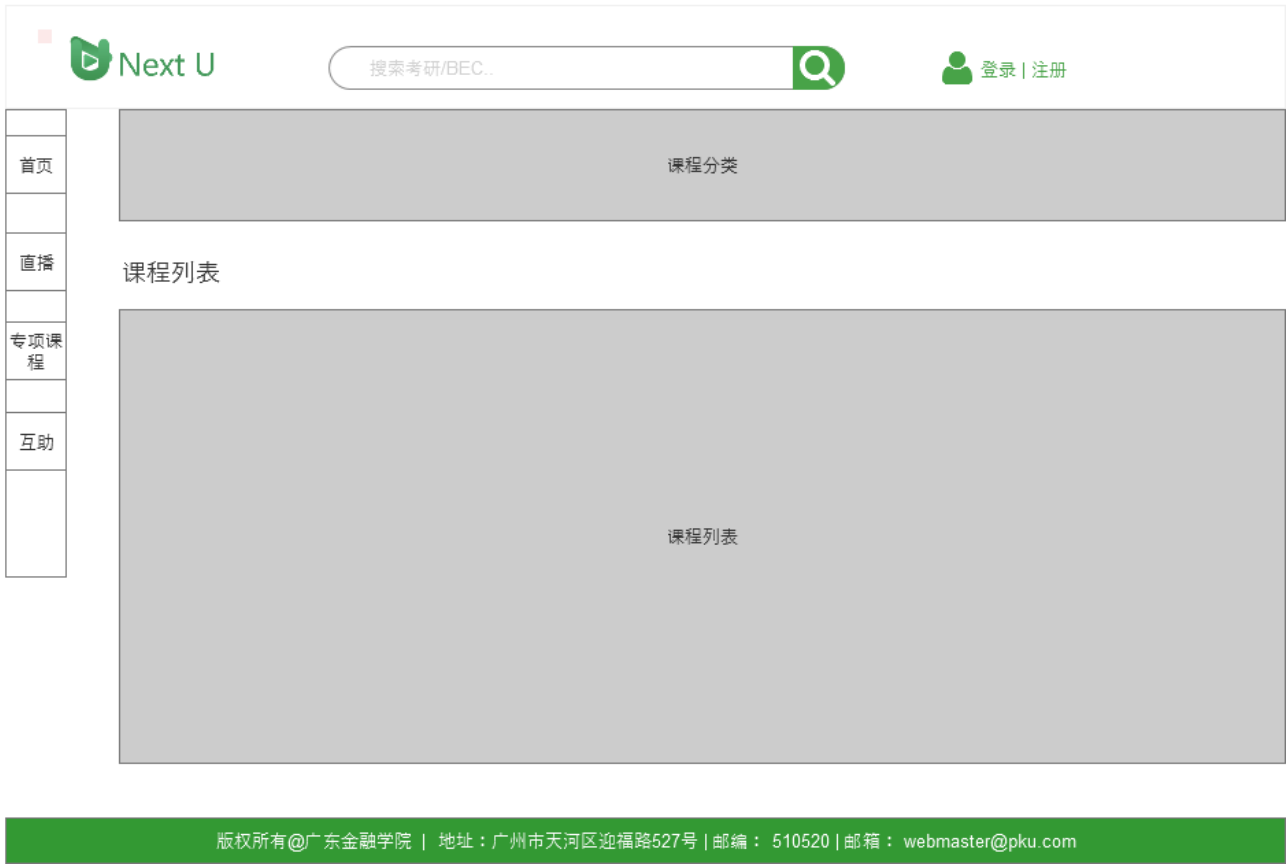 Next U
搜索考研/BEC..
登录 | 注册
首页
直播
专项课
程
互助
课程分类
课程列表
课程列表
版权所有@广东金融学院 | 地址：广州市天河区迎福路527号 | 邮编： 510520 | 邮箱： webmaster@pku.com